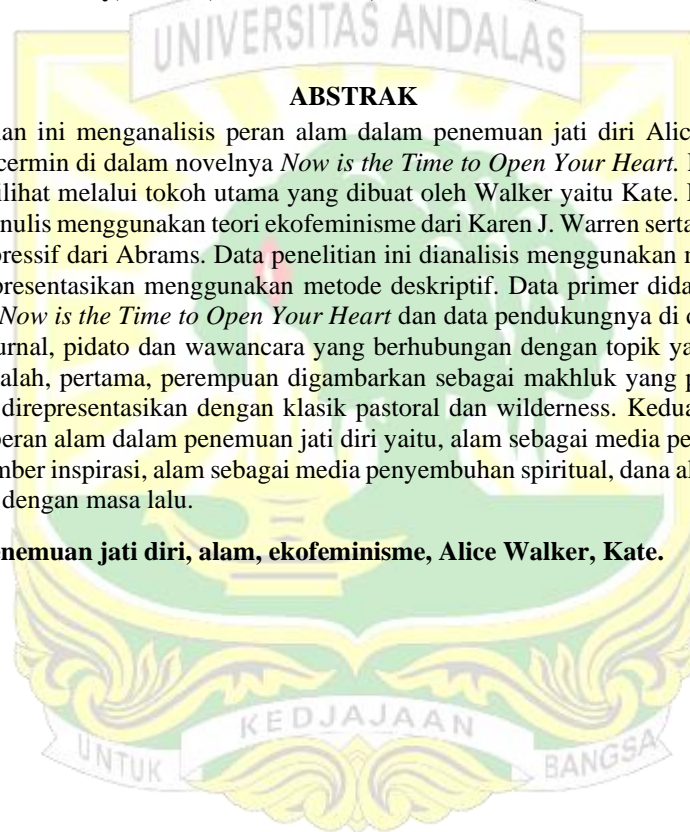 UNIVERSITAS ANDALAS
ABSTRAK
ian ini menganalisis peran alam dalam penemuan jati diri Alic
cermin di dalam novelnya Now is the Time to Open Your Heart.
ilihat melalui tokoh utama yang dibuat oleh Walker yaitu Kate.
nulis menggunakan teori ekofeminisme dari Karen J. Warren serta
pressif dari Abrams. Data penelitian ini dianalisis menggunakan
presentasikan menggunakan metode deskriptif. Data primer dida
Now is the Time to Open Your Heart dan data pendukungnya di
urnal, pidato dan wawancara yang berhubungan dengan topik ya
alah, pertama, perempuan digambarkan sebagai makhluk yang
direpresentasikan dengan klasik pastoral dan wilderness. Kedua
peran alam dalam penemuan jati diri yaitu, alam sebagai media pe
mber inspirasi, alam sebagai media penyembuhan spiritual, dana al
dengan masa lalu.
enemuan jati diri, alam, ekofeminisme, Alice Walker, Kate.
KEDJAJAAN
UNTUK BANGSA